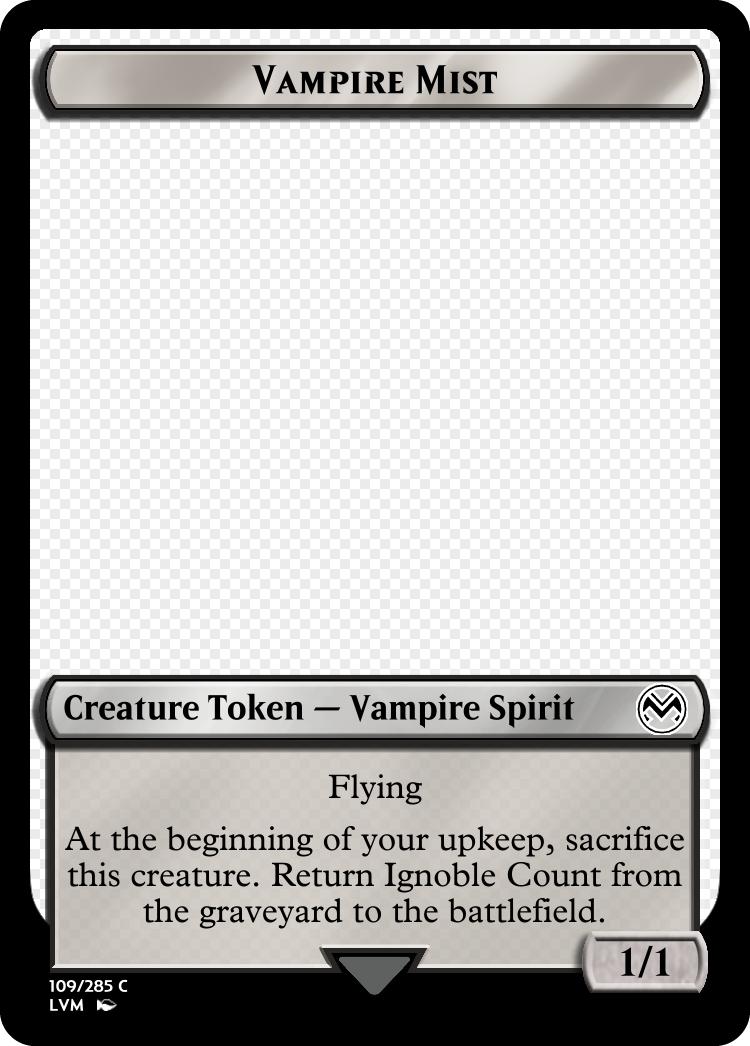 Vampire Mist
Creature Token — Vampire Spirit
Flying
At the beginning of your upkeep, sacrifice
this creature. Return Ignoble Count from
the graveyard to the battlefield.
1/1
109/285 C
LVM